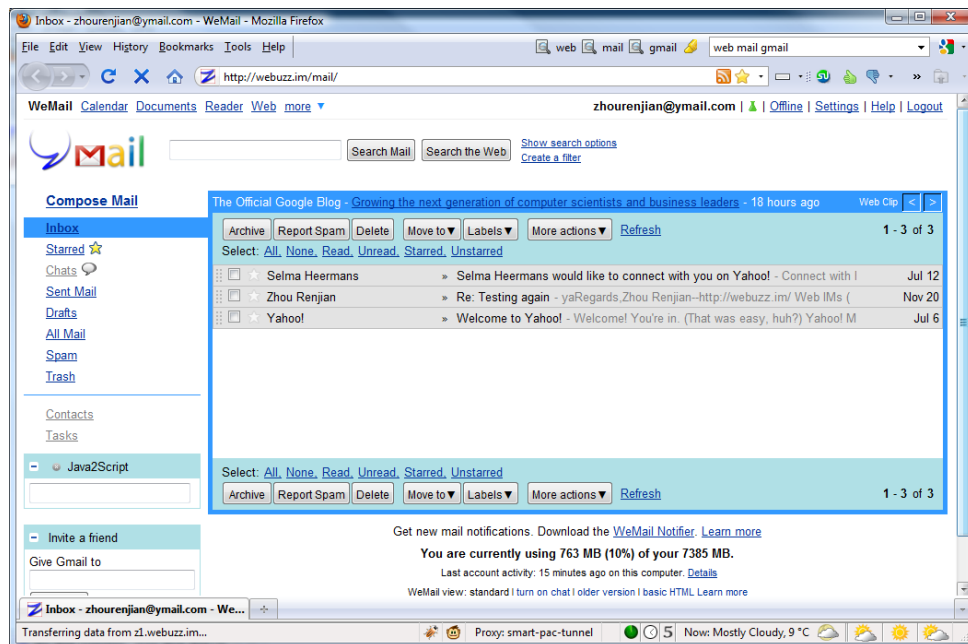 Inbox - zhourenjian@ymail.com - WeMail - Mozilla Firefox
File Edit View History Bookmarks Tools Help web mail gmail web mail gmail
http://webuzz.im/mail/
WeMail Calendar Documents Reader Web more ▼ zhourenjian@ymail.com | Offline | Settings | Help | Logout
Mail Search Mail Search the Web Show search options
Create a filter
Compose Mail
The Official Google Blog - Growing the next generation of computer scientists and business leaders - 18 hours ago Web Clip < >
Inbox
Archive Report Spam Delete Move to▼ Labels▼ More actions▼ Refresh 1 - 3 of 3
Starred
Select: All, None, Read, Unread, Starred, Unstarred
Chats
Selma Heermans » Selma Heermans would like to connect with you on Yahoo! - Connect with I Jul 12
Sent Mail
Zhou Renjian » Re: Testing again - yaRegards,Zhou Renjian--http://webuzz.im/ Web IMs ( Nov 20
Drafts
Yahoo! » Welcome to Yahoo! - Welcome! You're in. (That was easy, huh?) Yahoo! M Jul 6
All Mail
Spam
Trash
Contacts
Tasks
Java2Script
Select: All, None, Read, Unread, Starred, Unstarred
Archive Report Spam Delete Move to▼ Labels▼ More actions▼ Refresh 1 - 3 of 3
Invite a friend
Give Gmail to
Get new mail notifications. Download the WeMail Notifier. Learn more
You are currently using 763 MB (10%) of your 7385 MB.
Last account activity: 15 minutes ago on this computer. Details
WeMail view: standard | turn on chat | older version | basic HTML Learn more
Inbox - zhourenjian@ymail.com - We...
Transferring data from z1.webuzz.im... Proxy: smart-pac-tunnel 5 Now: Mostly Cloudy, 9 °C